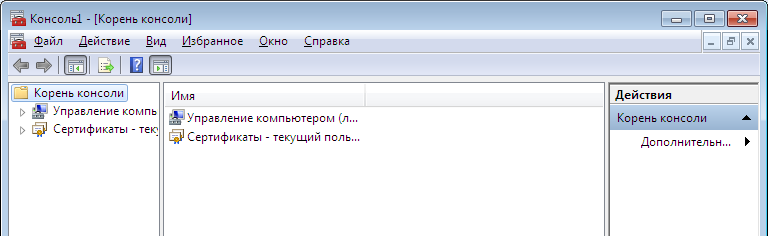 Консоль1 - [Корень консоли]
Файл Действие Вид Избранное Окно Справка
Корень консоли
Управление компь
Сертификаты - теку
Имя
Управление компьютером (л...
Сертификаты - текущий поль...
Действия
Корень консоли
Дополнительн...